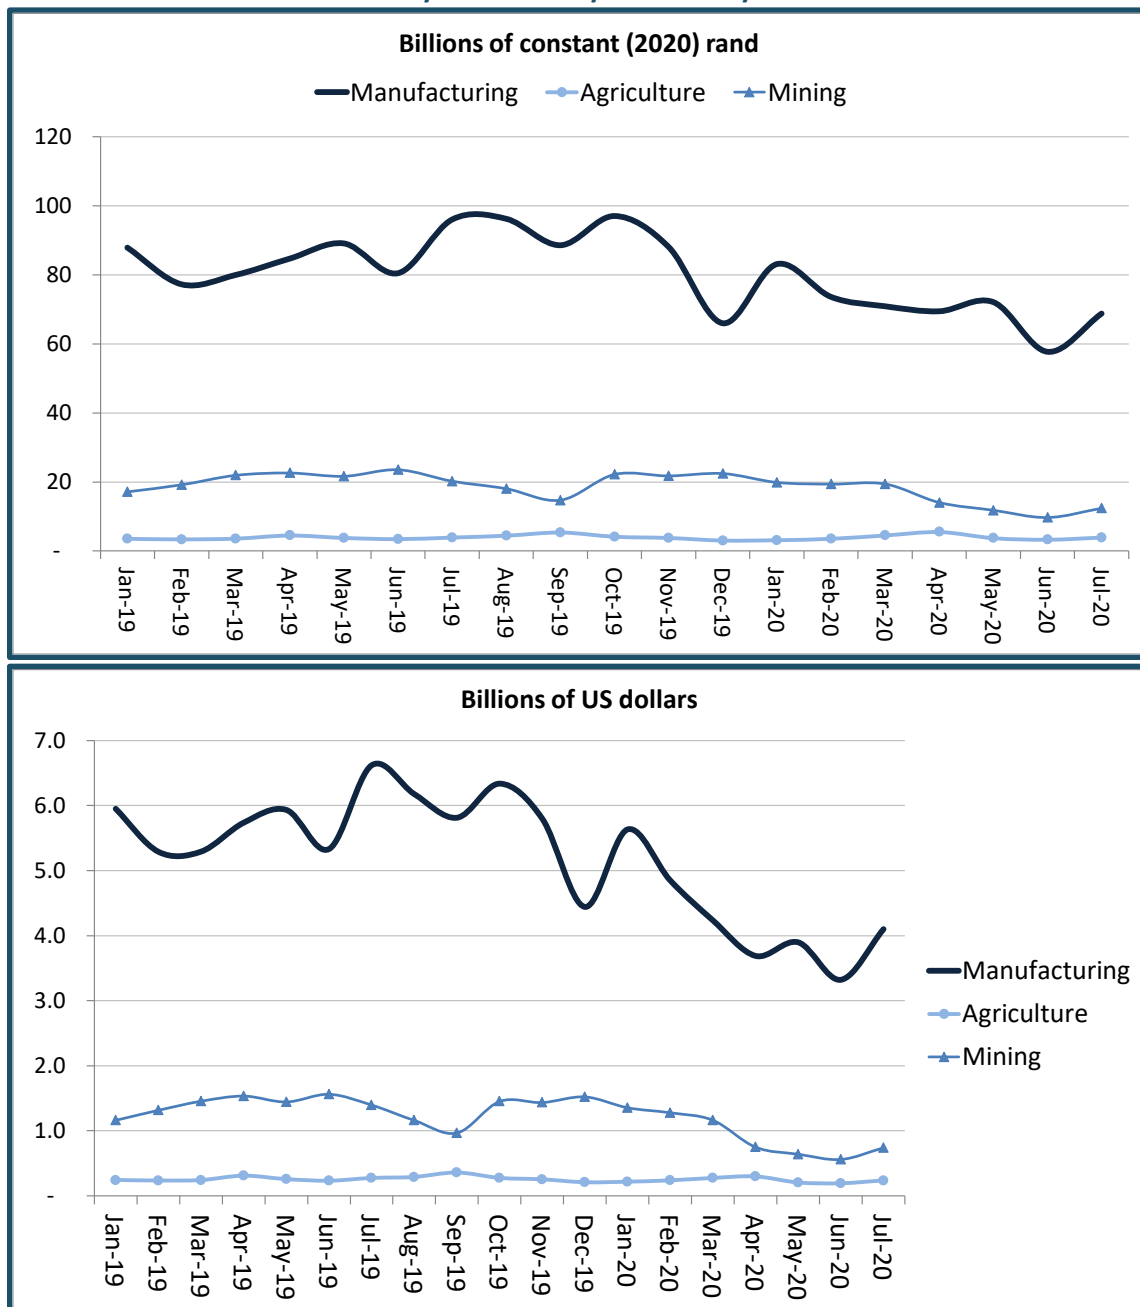 Billions of constant (2020) rand
Manufacturing Agriculture Mining
120
100
80
60
40
20
-
Jan-19 Feb-19 Mar-19 Apr-19 May-19 Jun-19 Jul-19 Aug-19 Sep-19 Oct-19 Nov-19 Dec-19 Jan-20 Feb-20 Mar-20 Apr-20 May-20 Jun-20 Jul-20
Billions of US dollars
7.0
6.0
5.0
4.0
3.0
2.0
1.0
-
Manufacturing
Agriculture
Mining
Jan-19 Feb-19 Mar-19 Apr-19 May-19 Jun-19 Jul-19 Aug-19 Sep-19 Oct-19 Nov-19 Dec-19 Jan-20 Feb-20 Mar-20 Apr-20 May-20 Jun-20 Jul-20